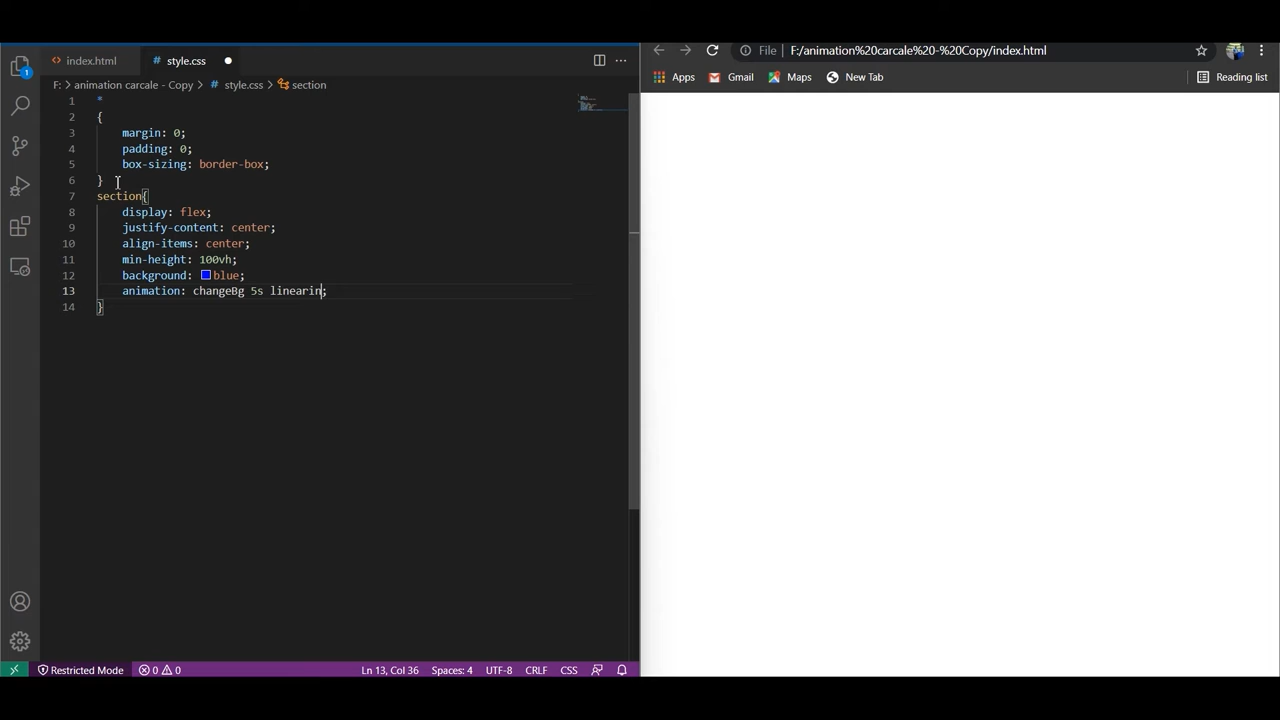 index.html
style.css
F:/animation%20carcale%20-%20Copy/index.html
File
Apps
Gmail
Maps
New Tab
Reading list
F: > animation carcale - Copy > # style.css > section
1 *
2 {
3 margin: 0;
4 padding: 0;
5 box-sizing: border-box;
6 }
7 section{
8 display: flex;
9 justify-content: center;
10 align-items: center;
11 min-height: 100vh;
12 background: blue;
13 animation: changeBg 5s linearin;
14 }
1
Restricted Mode
0 0
Ln 13, Col 36
Spaces: 4
UTF-8
CRLF
CSS